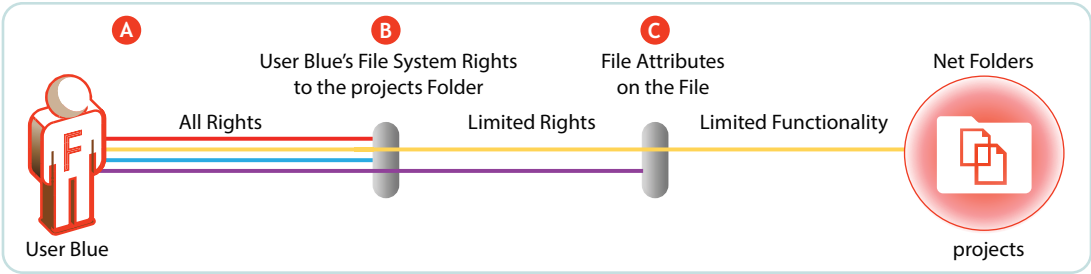 A
B
C
User Blue's File System Rights
to the projects Folder
File Attributes
on the File
Net Folders
All Rights
Limited Rights
Limited Functionality
F
User Blue
projects